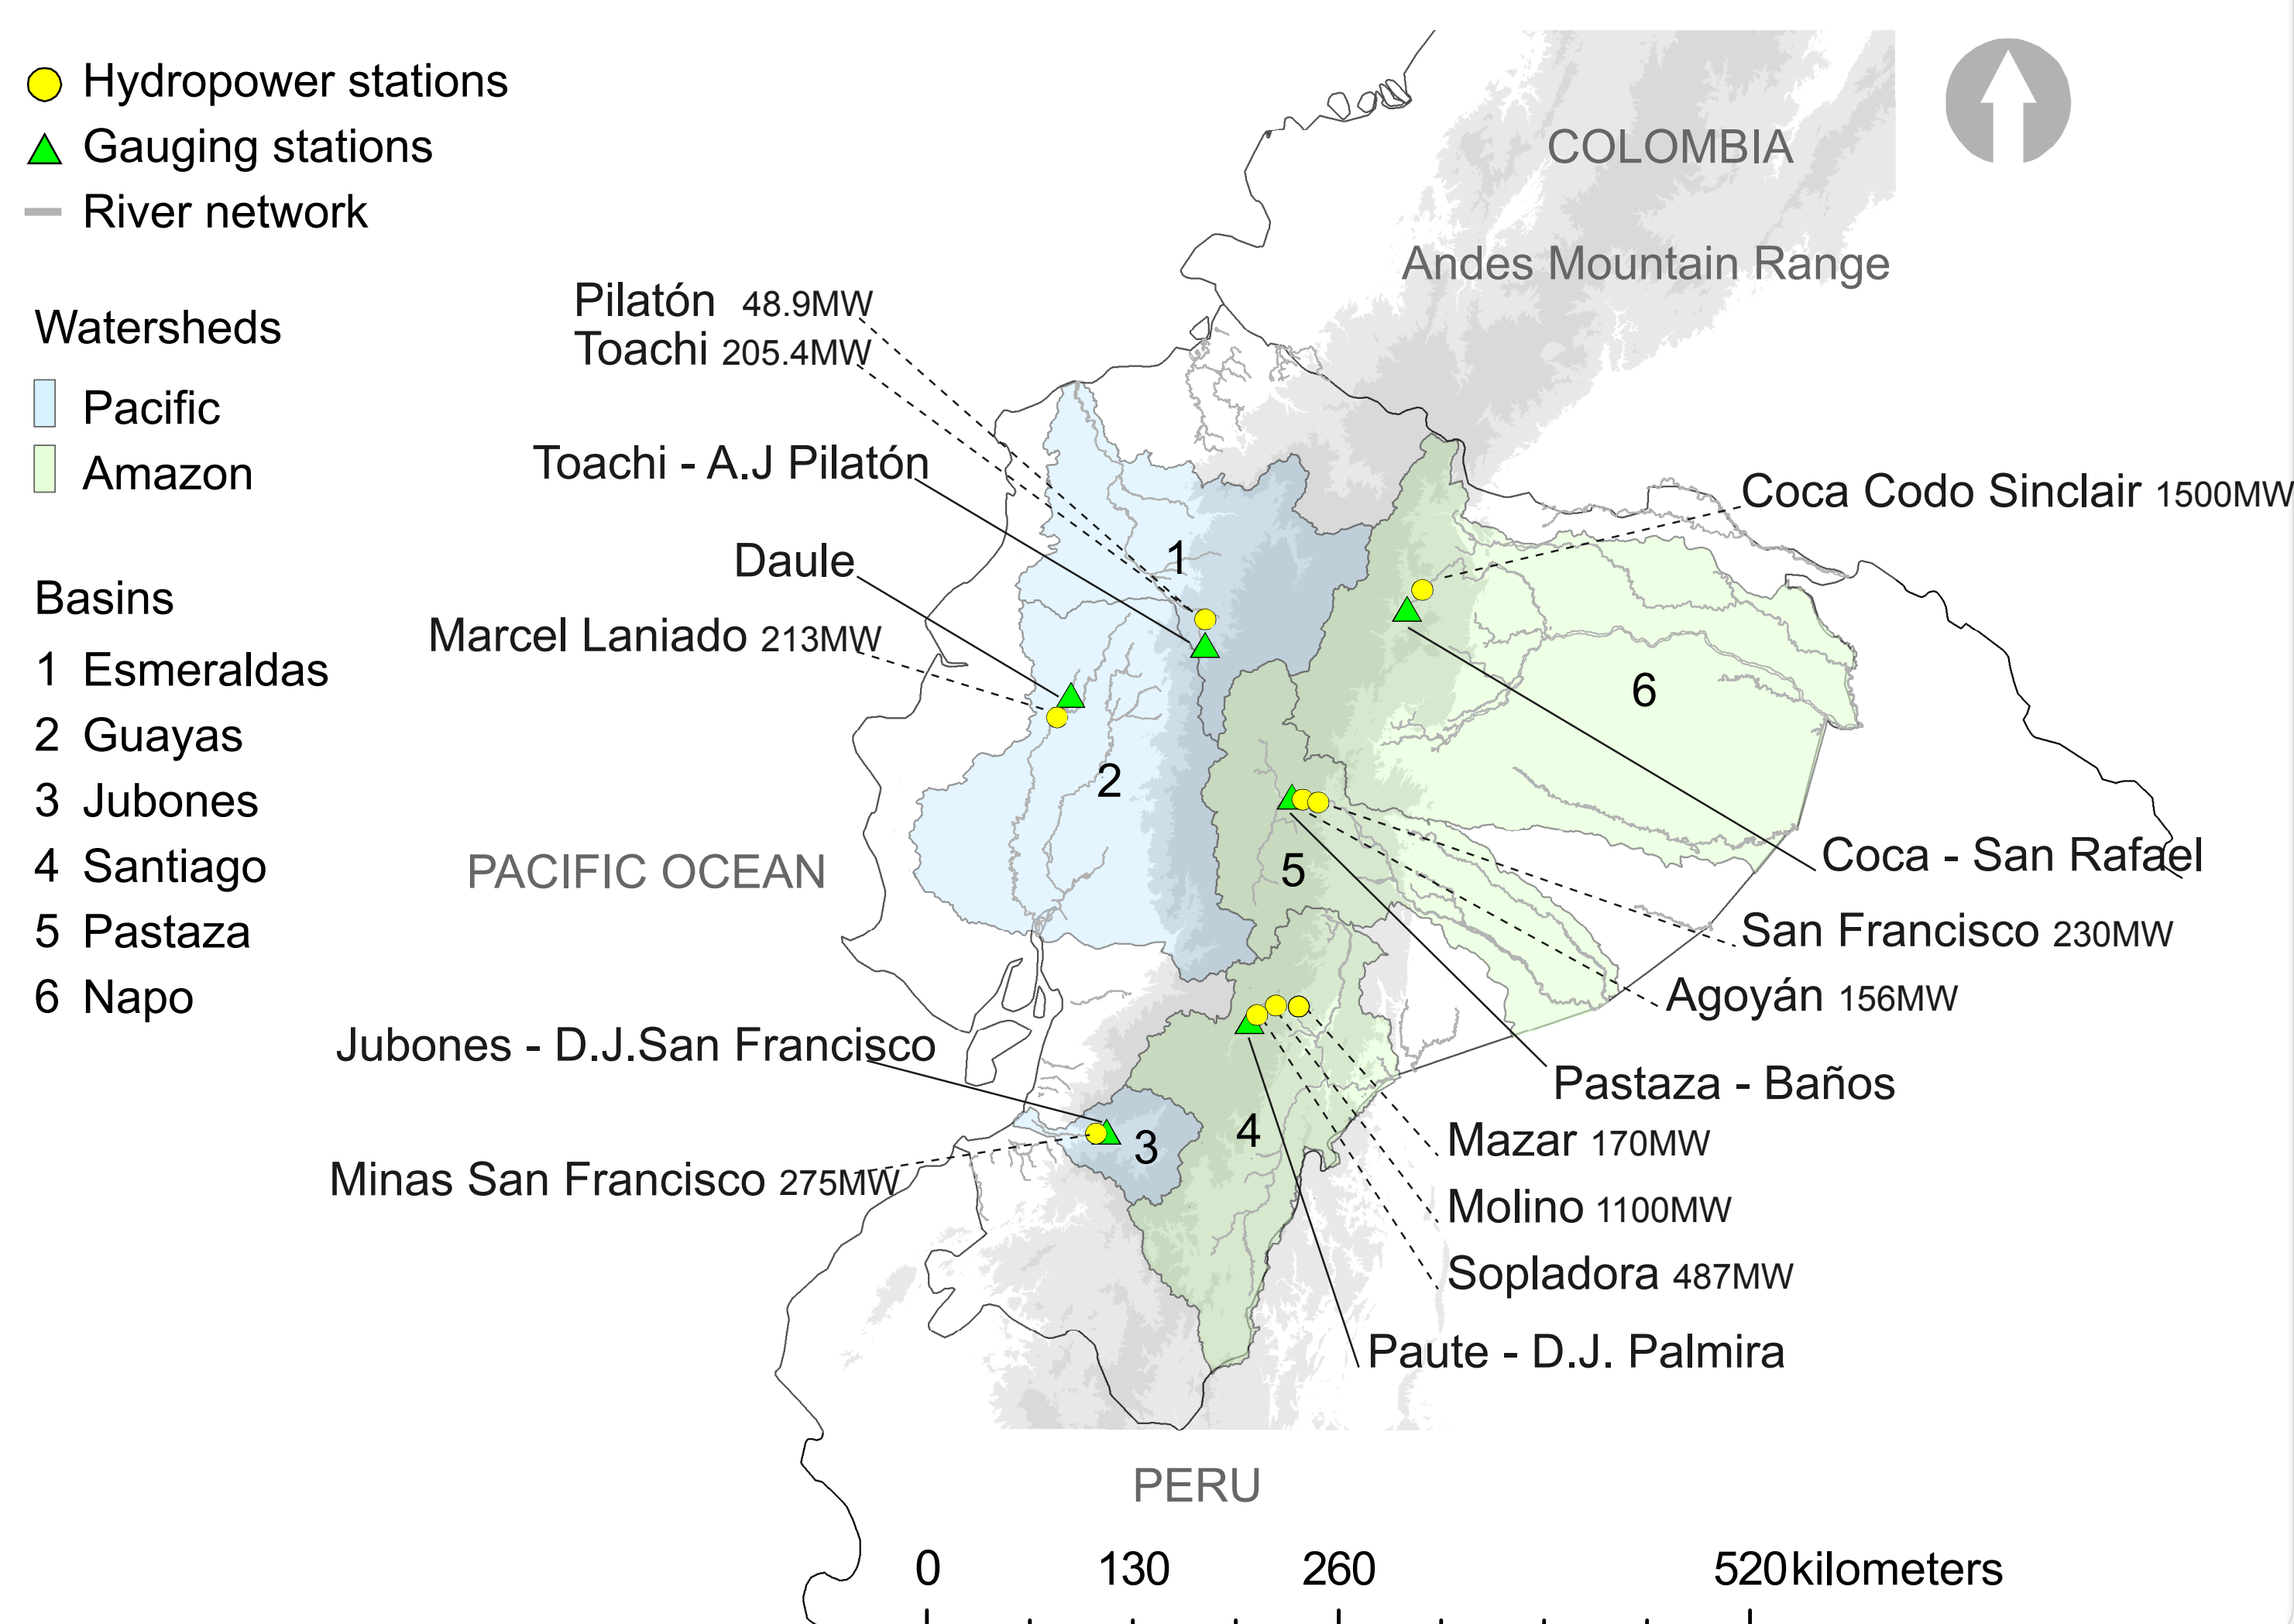 Hydropower stations
Gauging stations
River network
Watersheds
Pacific
Amazon
Basins
1 Esmeraldas
2 Guayas
3 Jubones
4 Santiago
5 Pastaza
6 Napo
COLOMBIA
Andes Mountain Range
Pilatón 48.9MW
Toachi 205.4MW
Toachi - A.J Pilatón
Coca Codo Sinclair 1500MW
Daule
1
Marcel Laniado 213MW
6
2
PACIFIC OCEAN
5
Coca - San Rafael
San Francisco 230MW
Agoyán 156MW
Jubones - D.J.San Francisco
Pastaza - Baños
4
3
Mazar 170MW
Minas San Francisco 275MW
Molino 1100MW
Sopladora 487MW
Paute - D.J. Palmira
PERU
0 130 260 520 kilometers